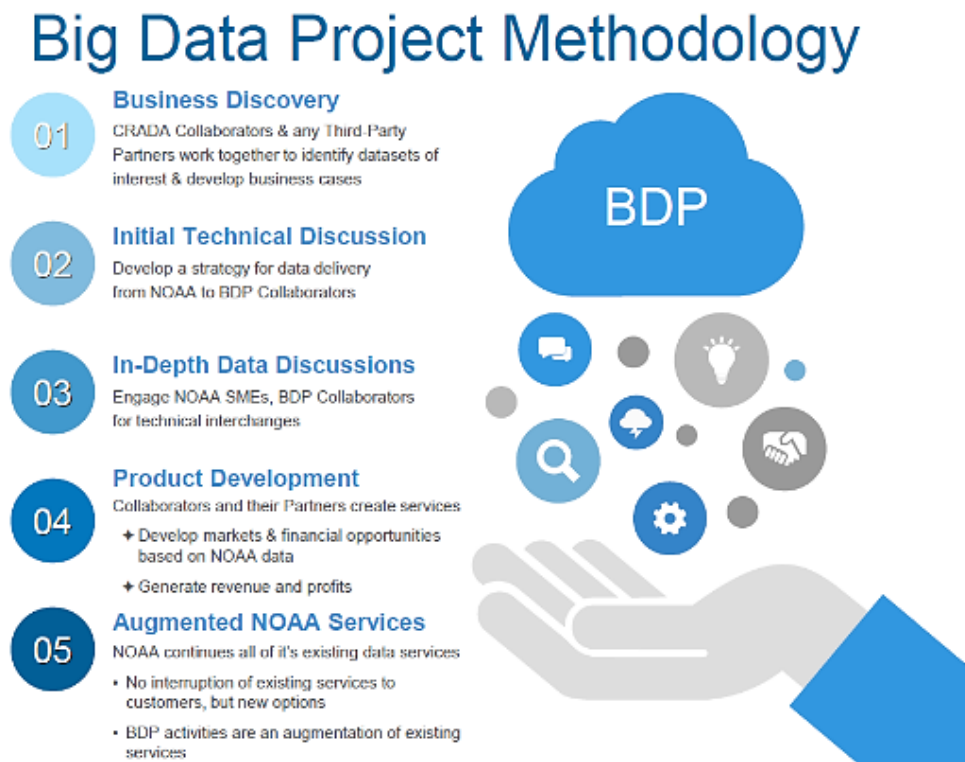 Big Data Project Methodology
01
Business Discovery
CRADA Collaborators & any Third-Party
Partners work together to identify datasets of
interest & develop business cases
02
Initial Technical Discussion
Develop a strategy for data delivery
from NOAA to BDP Collaborators
03
In-Depth Data Discussions
Engage NOAA SMEs, BDP Collaborators
for technical interchanges
04
Product Development
Collaborators and their Partners create services
✦ Develop markets & financial opportunities
based on NOAA data
✦ Generate revenue and profits
05
Augmented NOAA Services
NOAA continues all of it's existing data services
• No interruption of existing services to
customers, but new options
• BDP activities are an augmentation of existing
services
BDP